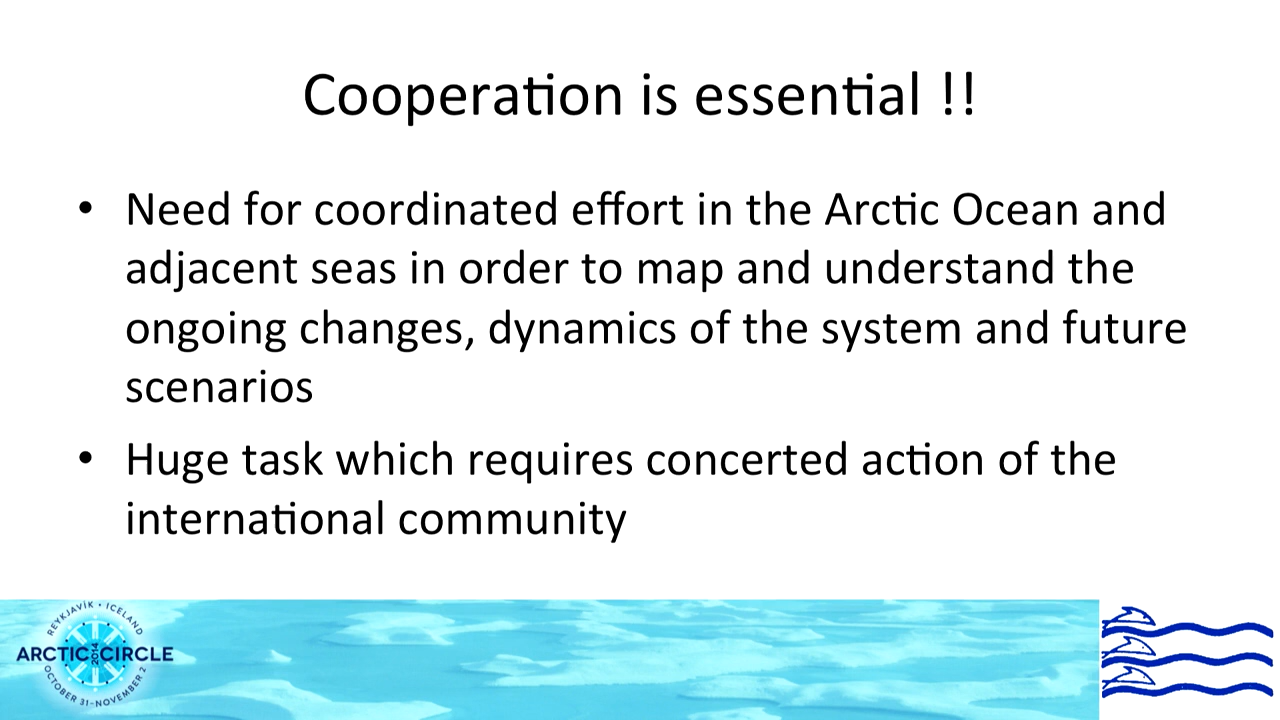 Cooperation is essential !!
• Need for coordinated effort in the Arctic Ocean and
adjacent seas in order to map and understand the
ongoing changes, dynamics of the system and future
scenarios
• Huge task which requires concerted action of the
international community
REYKJAVÍK • ICELAND
ARCTIC 2014 CIRCLE
OCTOBER 31–NOVEMBER 2